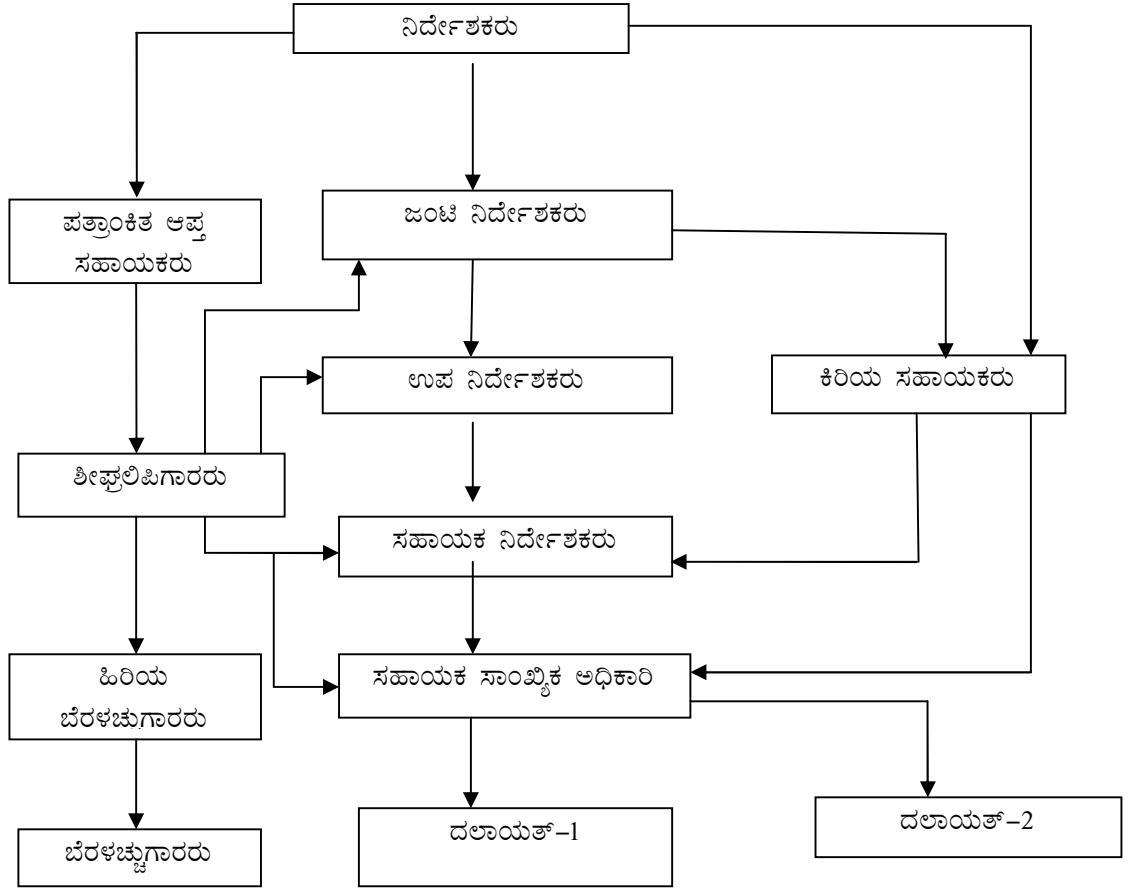 ನಿರ್ದೇಶಕರು
ಪತ್ರಾಂಕಿತ ಆಪ್ತ
ಸಹಾಯಕರು
ಜಂಟಿ ನಿರ್ದೇಶಕರು
ಉಪ ನಿರ್ದೇಶಕರು
ಕಿರಿಯ ಸಹಾಯಕರು
ಶೀಘ್ರಲಿಪಿಗಾರರು
ಸಹಾಯಕ ನಿರ್ದೇಶಕರು
ಹಿರಿಯ
ಬೆರಳಚ್ಚುಗಾರರು
ಸಹಾಯಕ ಸಾಂಖ್ಯಿಕ ಅಧಿಕಾರಿ
ಬೆರಳಚ್ಚುಗಾರರು
ದಲಾಯತ್–1
ದಲಾಯತ್–2